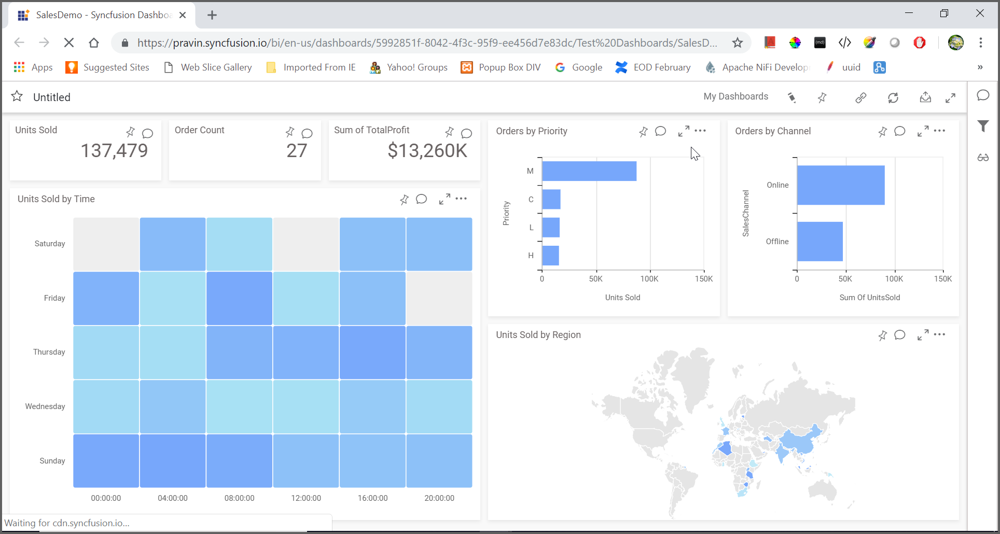 SalesDemo - Syncfusion Dashboa
https://pravin.syncfusion.io/bi/en-us/dashboards/5992851f-8042-4f3c-95f9-ee456d7e83dc/Test%20Dashboards/SalesD...
(md)
Apps
Suggested Sites
Web Slice Gallery
Imported From IE
Yahoo! Groups
Popup Box DIV
Google
EOD February
Apache NiFi Develop
uuid
»
Untitled
My Dashboards
Units Sold
137,479
Order Count
27
Sum of TotalProfit
$13,260K
Orders by Priority
Priority
M
C
L
H
0 50K 100K 150K
Units Sold
Orders by Channel
SalesChannel
Online
Offline
0 50K 100K 150K
Sum Of UnitsSold
Units Sold by Time
Saturday
Friday
Thursday
Wednesday
Sunday
00:00:00 04:00:00 08:00:00 12:00:00 16:00:00 20:00:00
Units Sold by Region
Waiting for cdn.syncfusion.io...